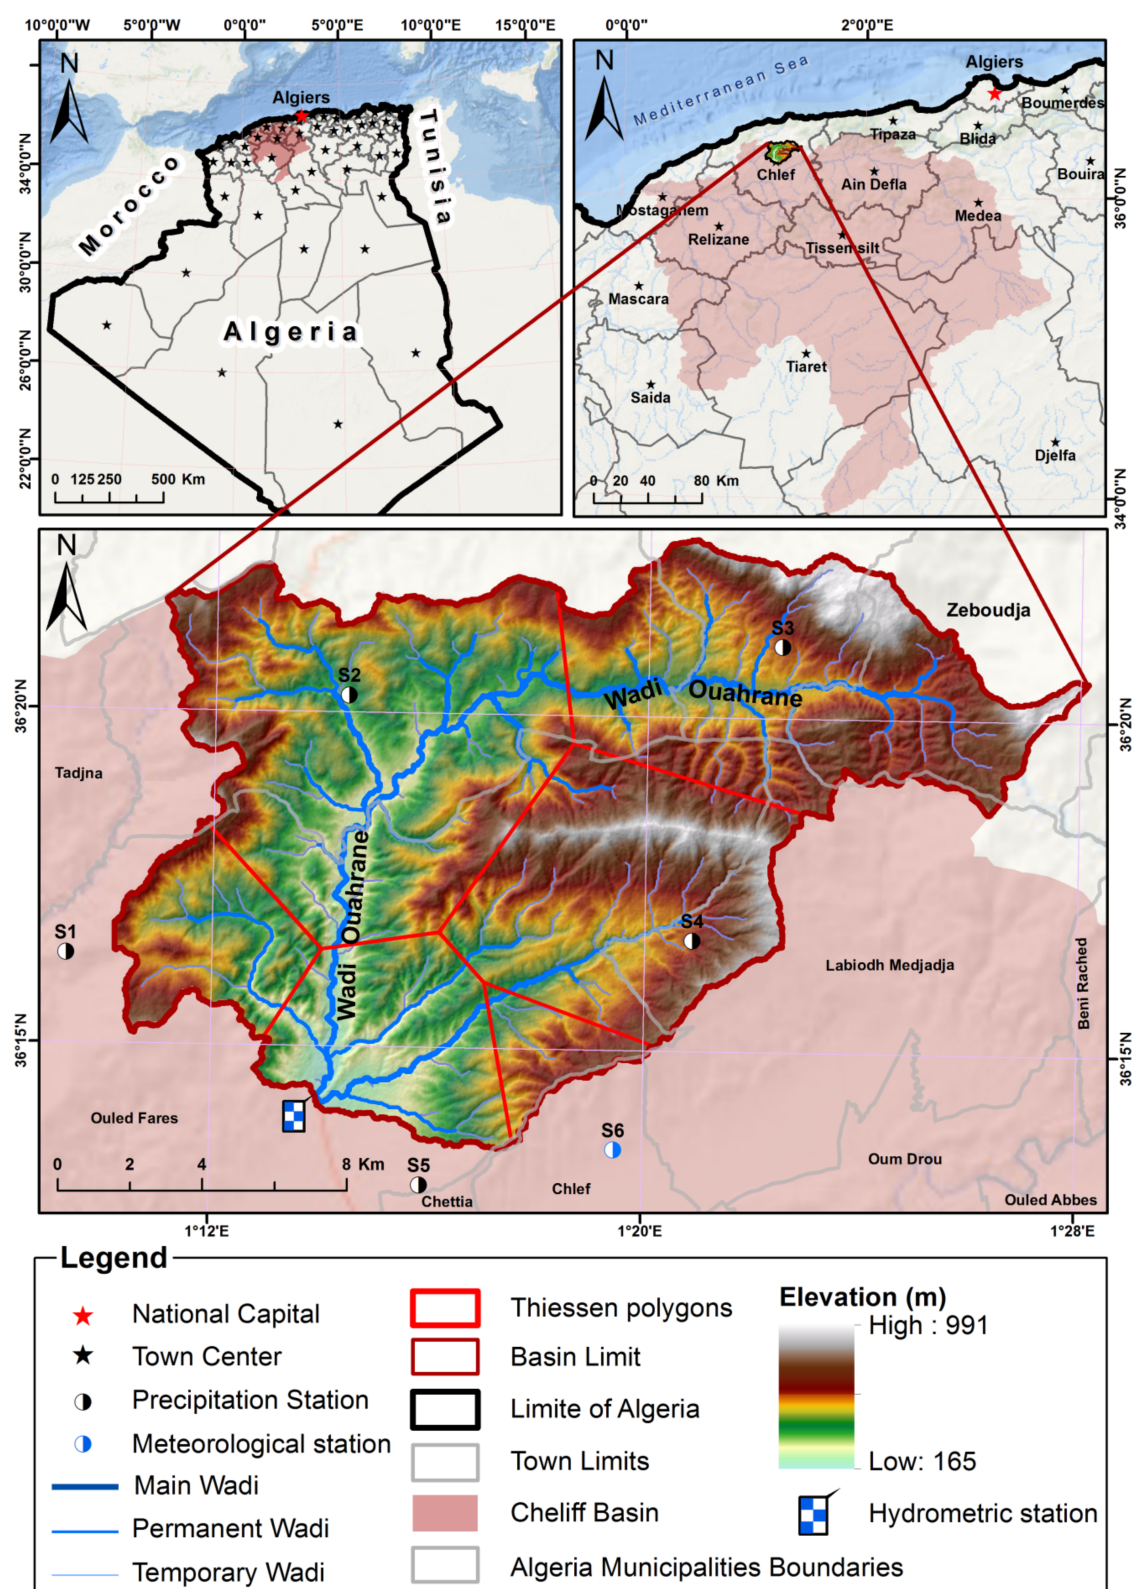 10°0'0"W 5°0'0"W 0°0'0" 5°0'0"E 10°0'0"E 15°0'0"E
34°0'0"N
30°0'0"N
26°0'0"N
22°0'0"N
N
Algiers
Morocco
Tunisia
Algeria
0 125 250 500 Km
0°0'0" 2°0'0"E
36°0'0"N
34°0'0"N
N
Mediterranean Sea
Algiers
Boumerdes
Tipaza
Blida
Bouira
Chlef
Ain Defla
Medea
Mostaganem
Relizane
Tissemsilt
Mascara
Tiaret
Saida
Djelfa
0 20 40 80 Km
N
Zeboudja
S3
S2
Wadi Ouahrane
36°20'N
36°20'N
Tadjna
Wadi Ouahrane
S1
S4
Labiodh Medjadja
Beni Rached
36°15'N
36°15'N
Ouled Fares
S6
Oum Drou
0 2 4 8 Km
S5
Chettia
Chlef
Ouled Abbes
1°12'E 1°20'E 1°28'E
Legend
National Capital
Town Center
Precipitation Station
Meteorological station
Main Wadi
Permanent Wadi
Temporary Wadi
Thiessen polygons
Basin Limit
Limite of Algeria
Town Limits
Cheliff Basin
Algeria Municipalities Boundaries
Elevation (m)
High : 991
Low: 165
Hydrometric station